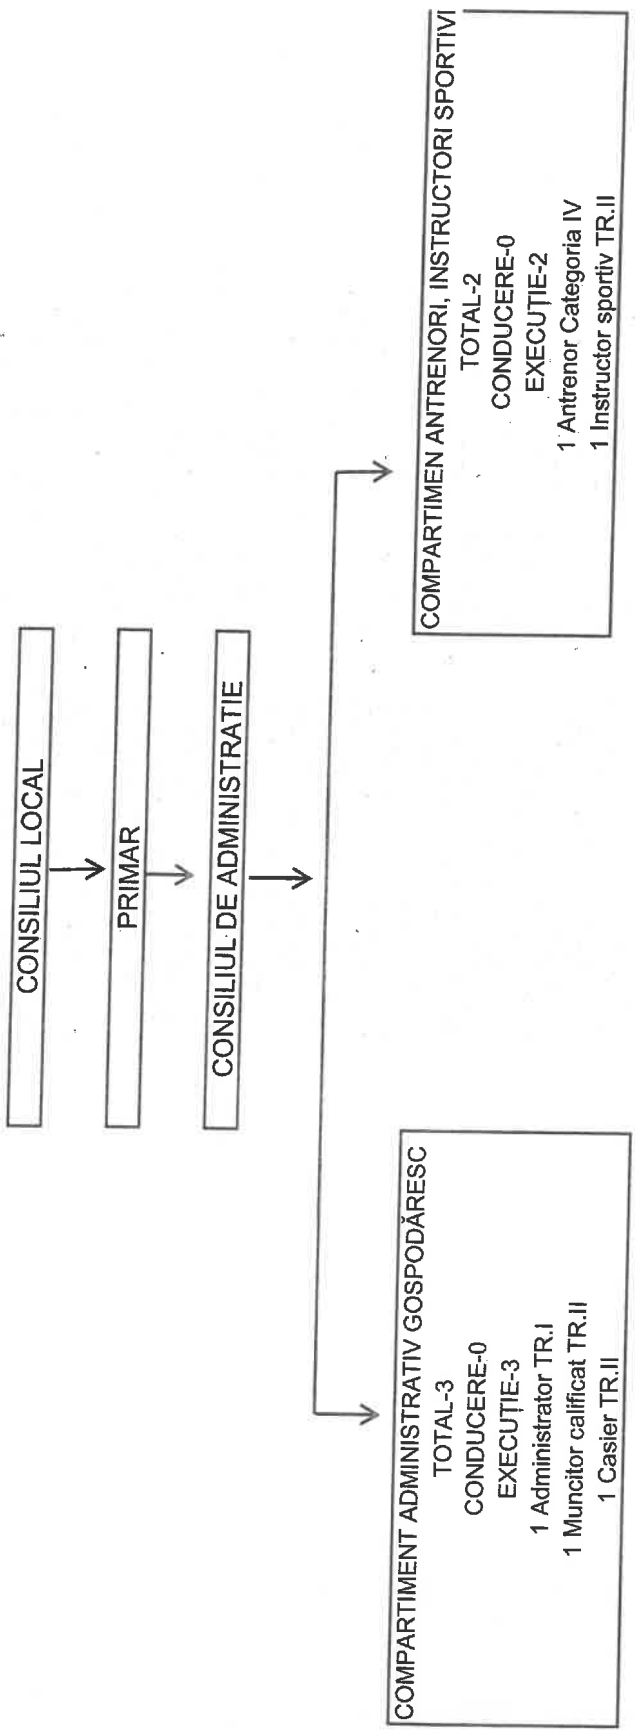 CONSILIUL LOCAL
PRIMAR
CONSILIUL DE ADMINISTRATIE
COMPARTIMENT ADMINISTRATIV GOSPODĂRESC
TOTAL-3
CONDUCERE-0
EXECUȚIE-3
1 Administrator TR.I
1 Muncitor calificat TR.II
1 Casier TR.II
COMPARTIMEN ANTRENORI, INSTRUCTORI SPORTIVI
TOTAL-2
CONDUCERE-0
EXECUȚIE-2
1 Antrenor Categoria IV
1 Instructor sportiv TR.II